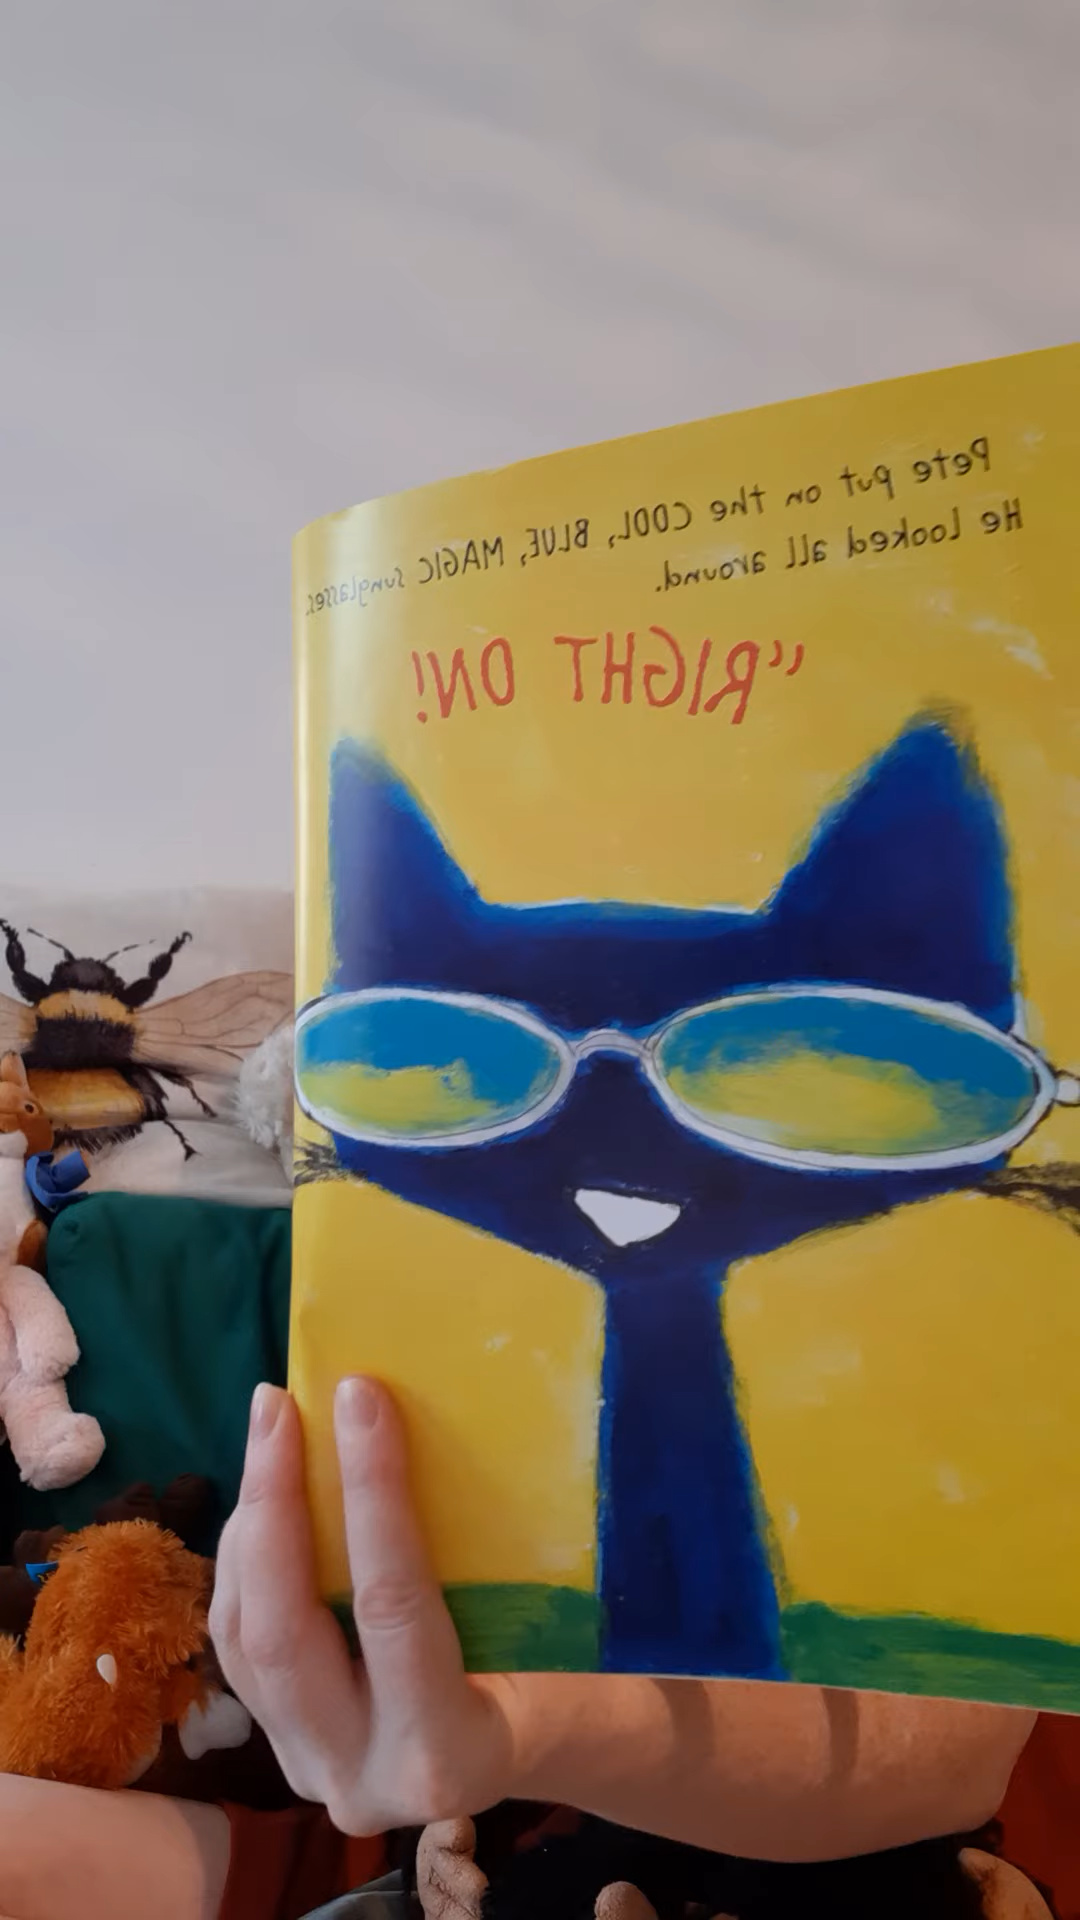 Pete put on the COOL, BLUE, MAGIC sunglasses.
He looked all around.
"RIGHT ON!